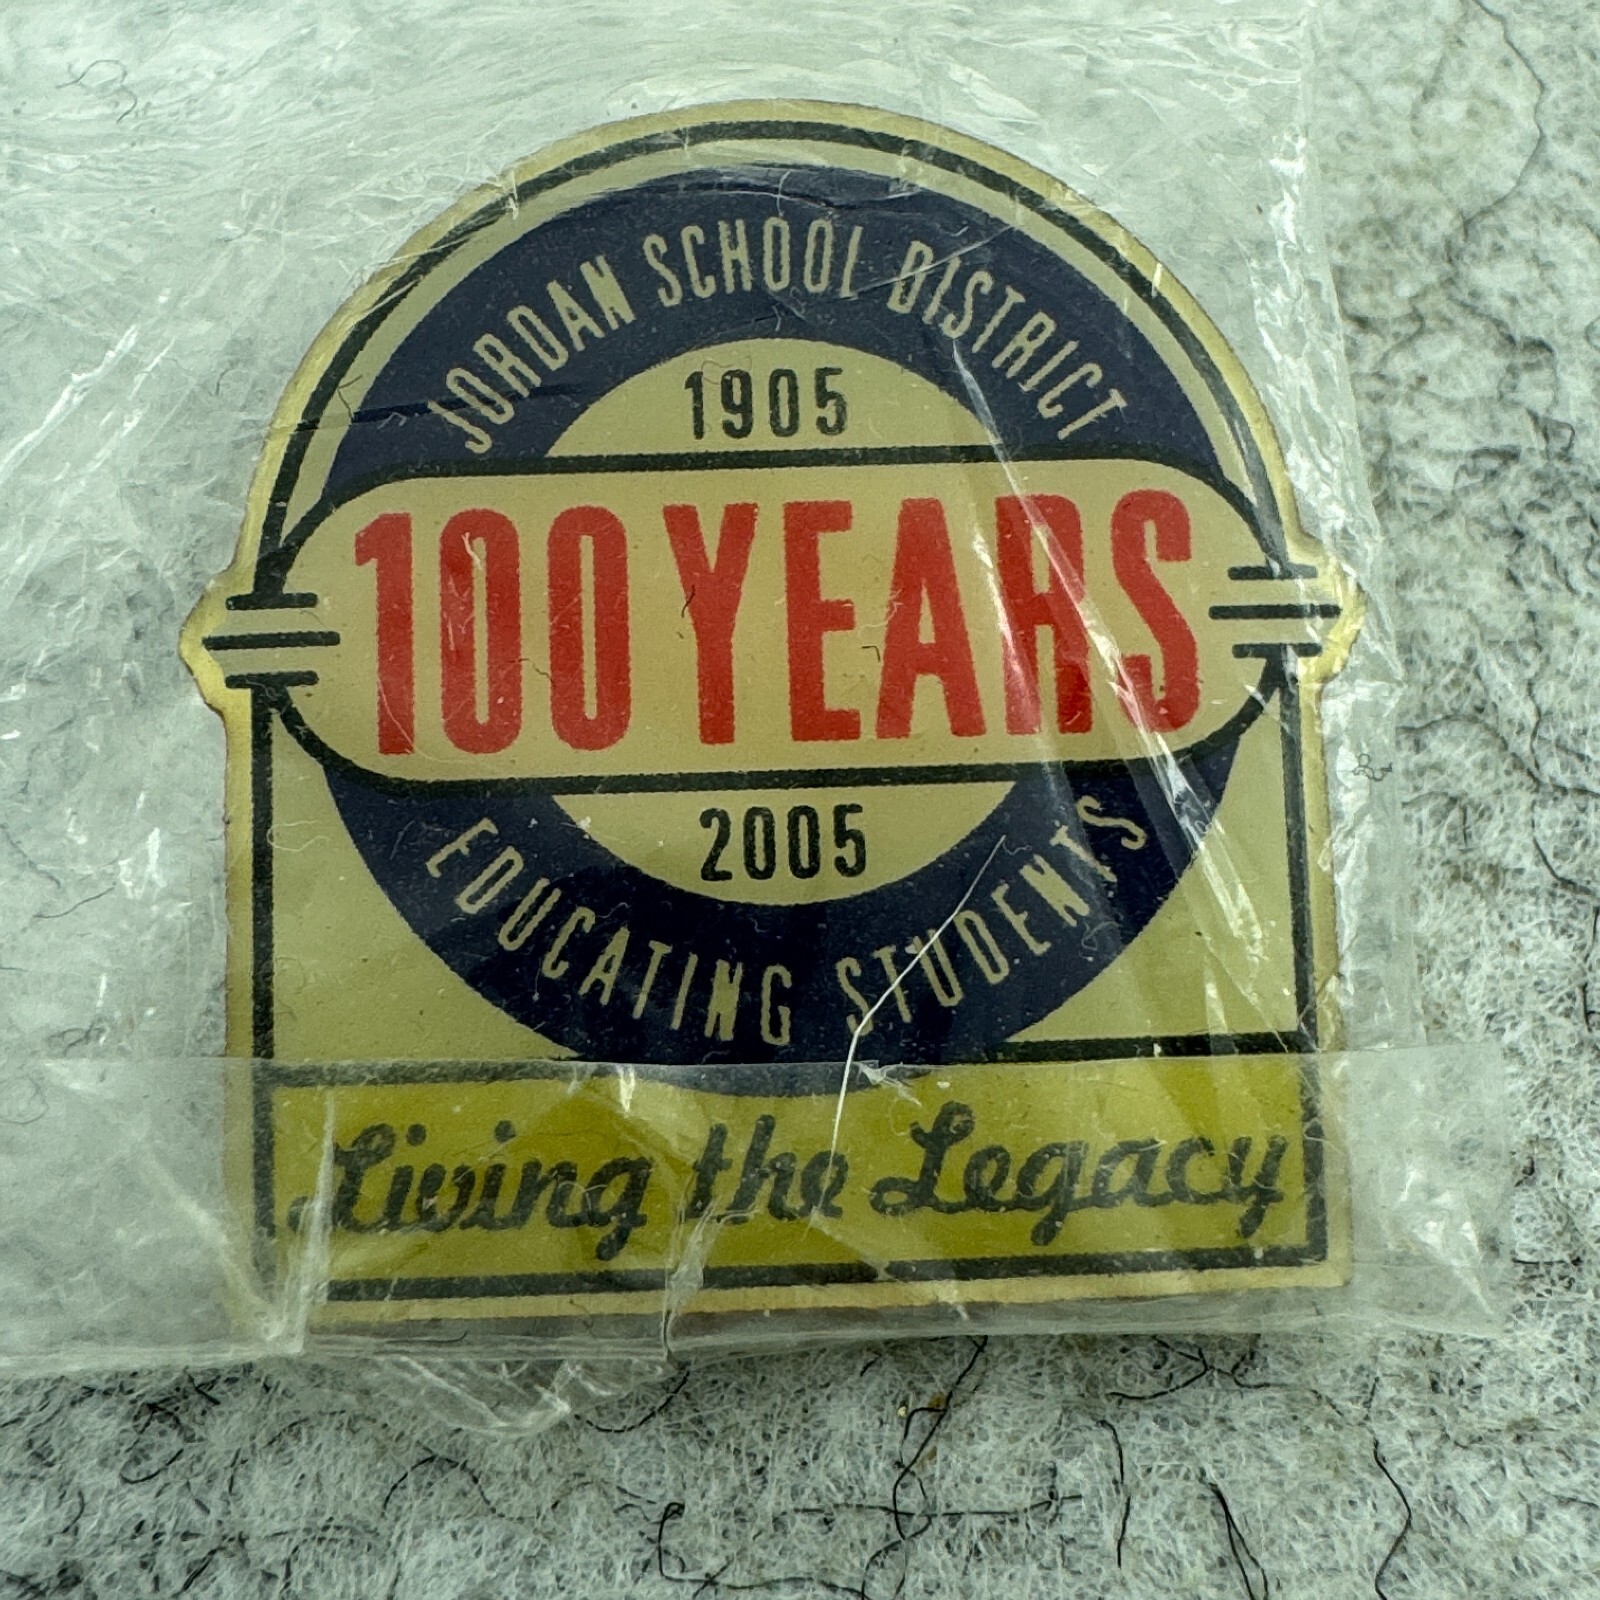 JORDAN SCHOOL DISTRICT
1905
100 YEARS
2005
EDUCATING STUDENTS
Living the Legacy